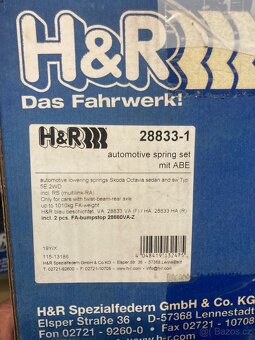 H&R
Das Fahrwerk!
H&R 28833-1
automotive spring set
mit ABE
automotive lowering springs Skoda Octavia sedan and sw Typ
5E 2WD
incl. RS (multilink-RA)
Only for cars with twist-beam-rear axle
up to 1010kg FA-weight
H&R blau beschichtet, VA 28833 VA (F) / HA 28833 HA (R)
incl. 2 pcs. FA-bumpstop 28880VA-Z
115-13186
H&R Spezialfedern GmbH & Co. KG
Elsper Straße 36 - D-57368 Lennestadt
Fon 02721 - 9260-0 - Fax 02721 - 10708